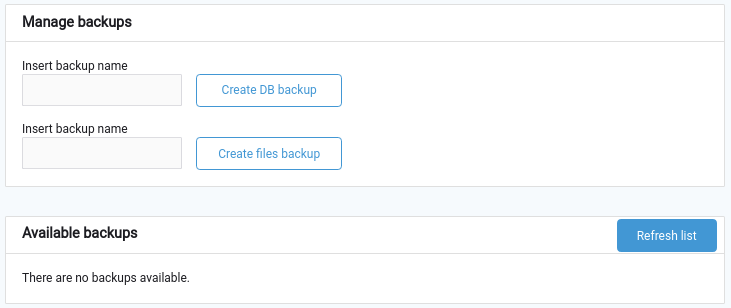 Manage backups
Insert backup name
Create DB backup
Insert backup name
Create files backup
Available backups
Refresh list
There are no backups available.